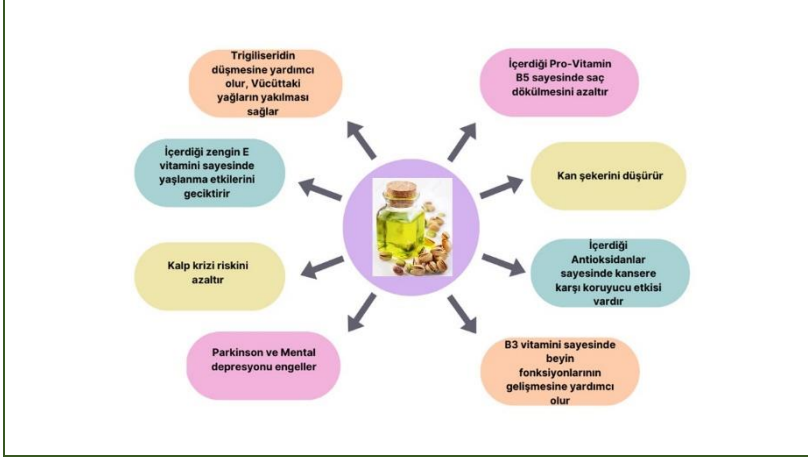 Trigiliseridin
düşmesine yardımcı
olur, Vücüttaki
yağların yakılması
sağlar
İçerdiği Pro-Vitamin
B5 sayesinde saç
dökülmesini azaltır
İçerdiği zengin E
vitamini sayesinde
yaşlanma etkilerini
geciktirir
Kan şekerini düşürür
Kalp krizi riskini
azaltır
İçerdiği
Antioksidanlar
sayesinde kansere
karşı koruyucu etkisi
vardır
Parkinson ve Mental
depresyonu engeller
B3 vitamini sayesinde
beyin
fonksiyonlarının
gelişmesine yardımcı
olur